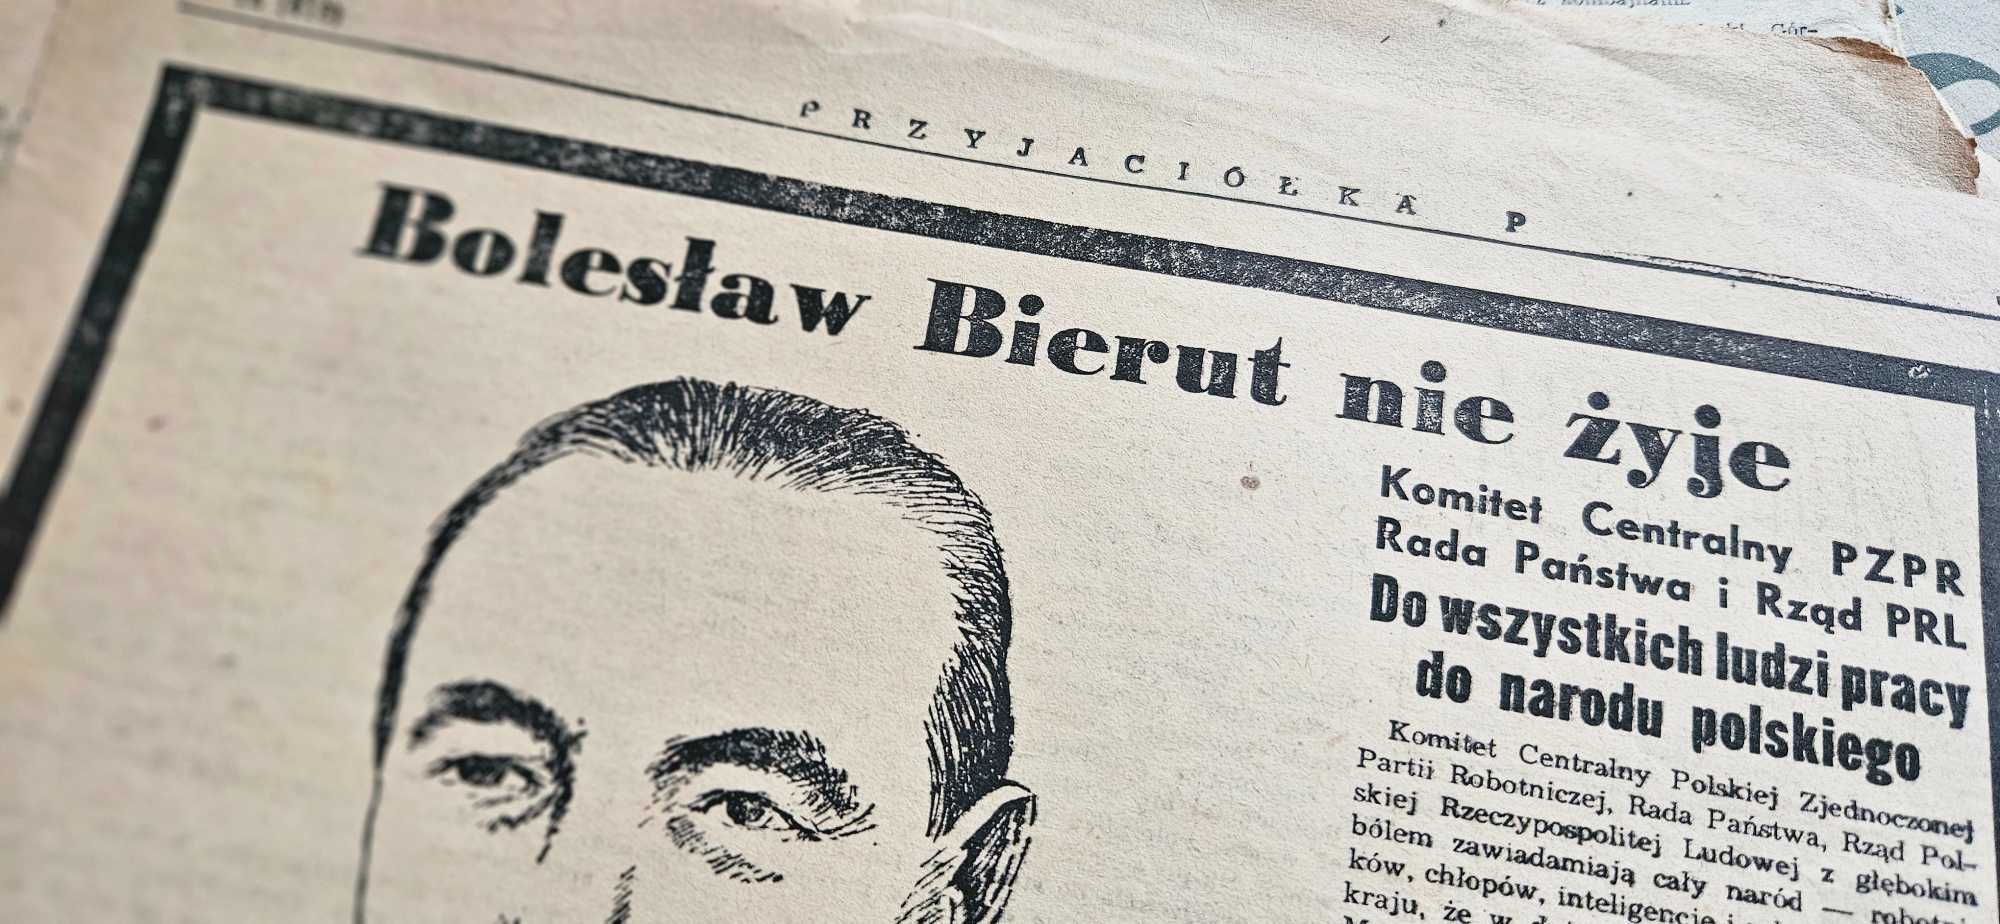 z kombajnami
Gór-
PRZYJACIÓŁKA P
Bolesław Bierut nie żyje
Komitet Centralny PZPR
Rada Państwa i Rząd PRL
Do wszystkich ludzi pracy
do narodu polskiego
Komitet Centralny Polskiej Zjednoczonej
Partii Robotniczej, Rada Państwa, Rząd Pol-
skiej Rzeczypospolitej Ludowej z głębokim
bólem zawiadamiają cały naród —
ków, chłopów, inteligencję i
kraju, że w